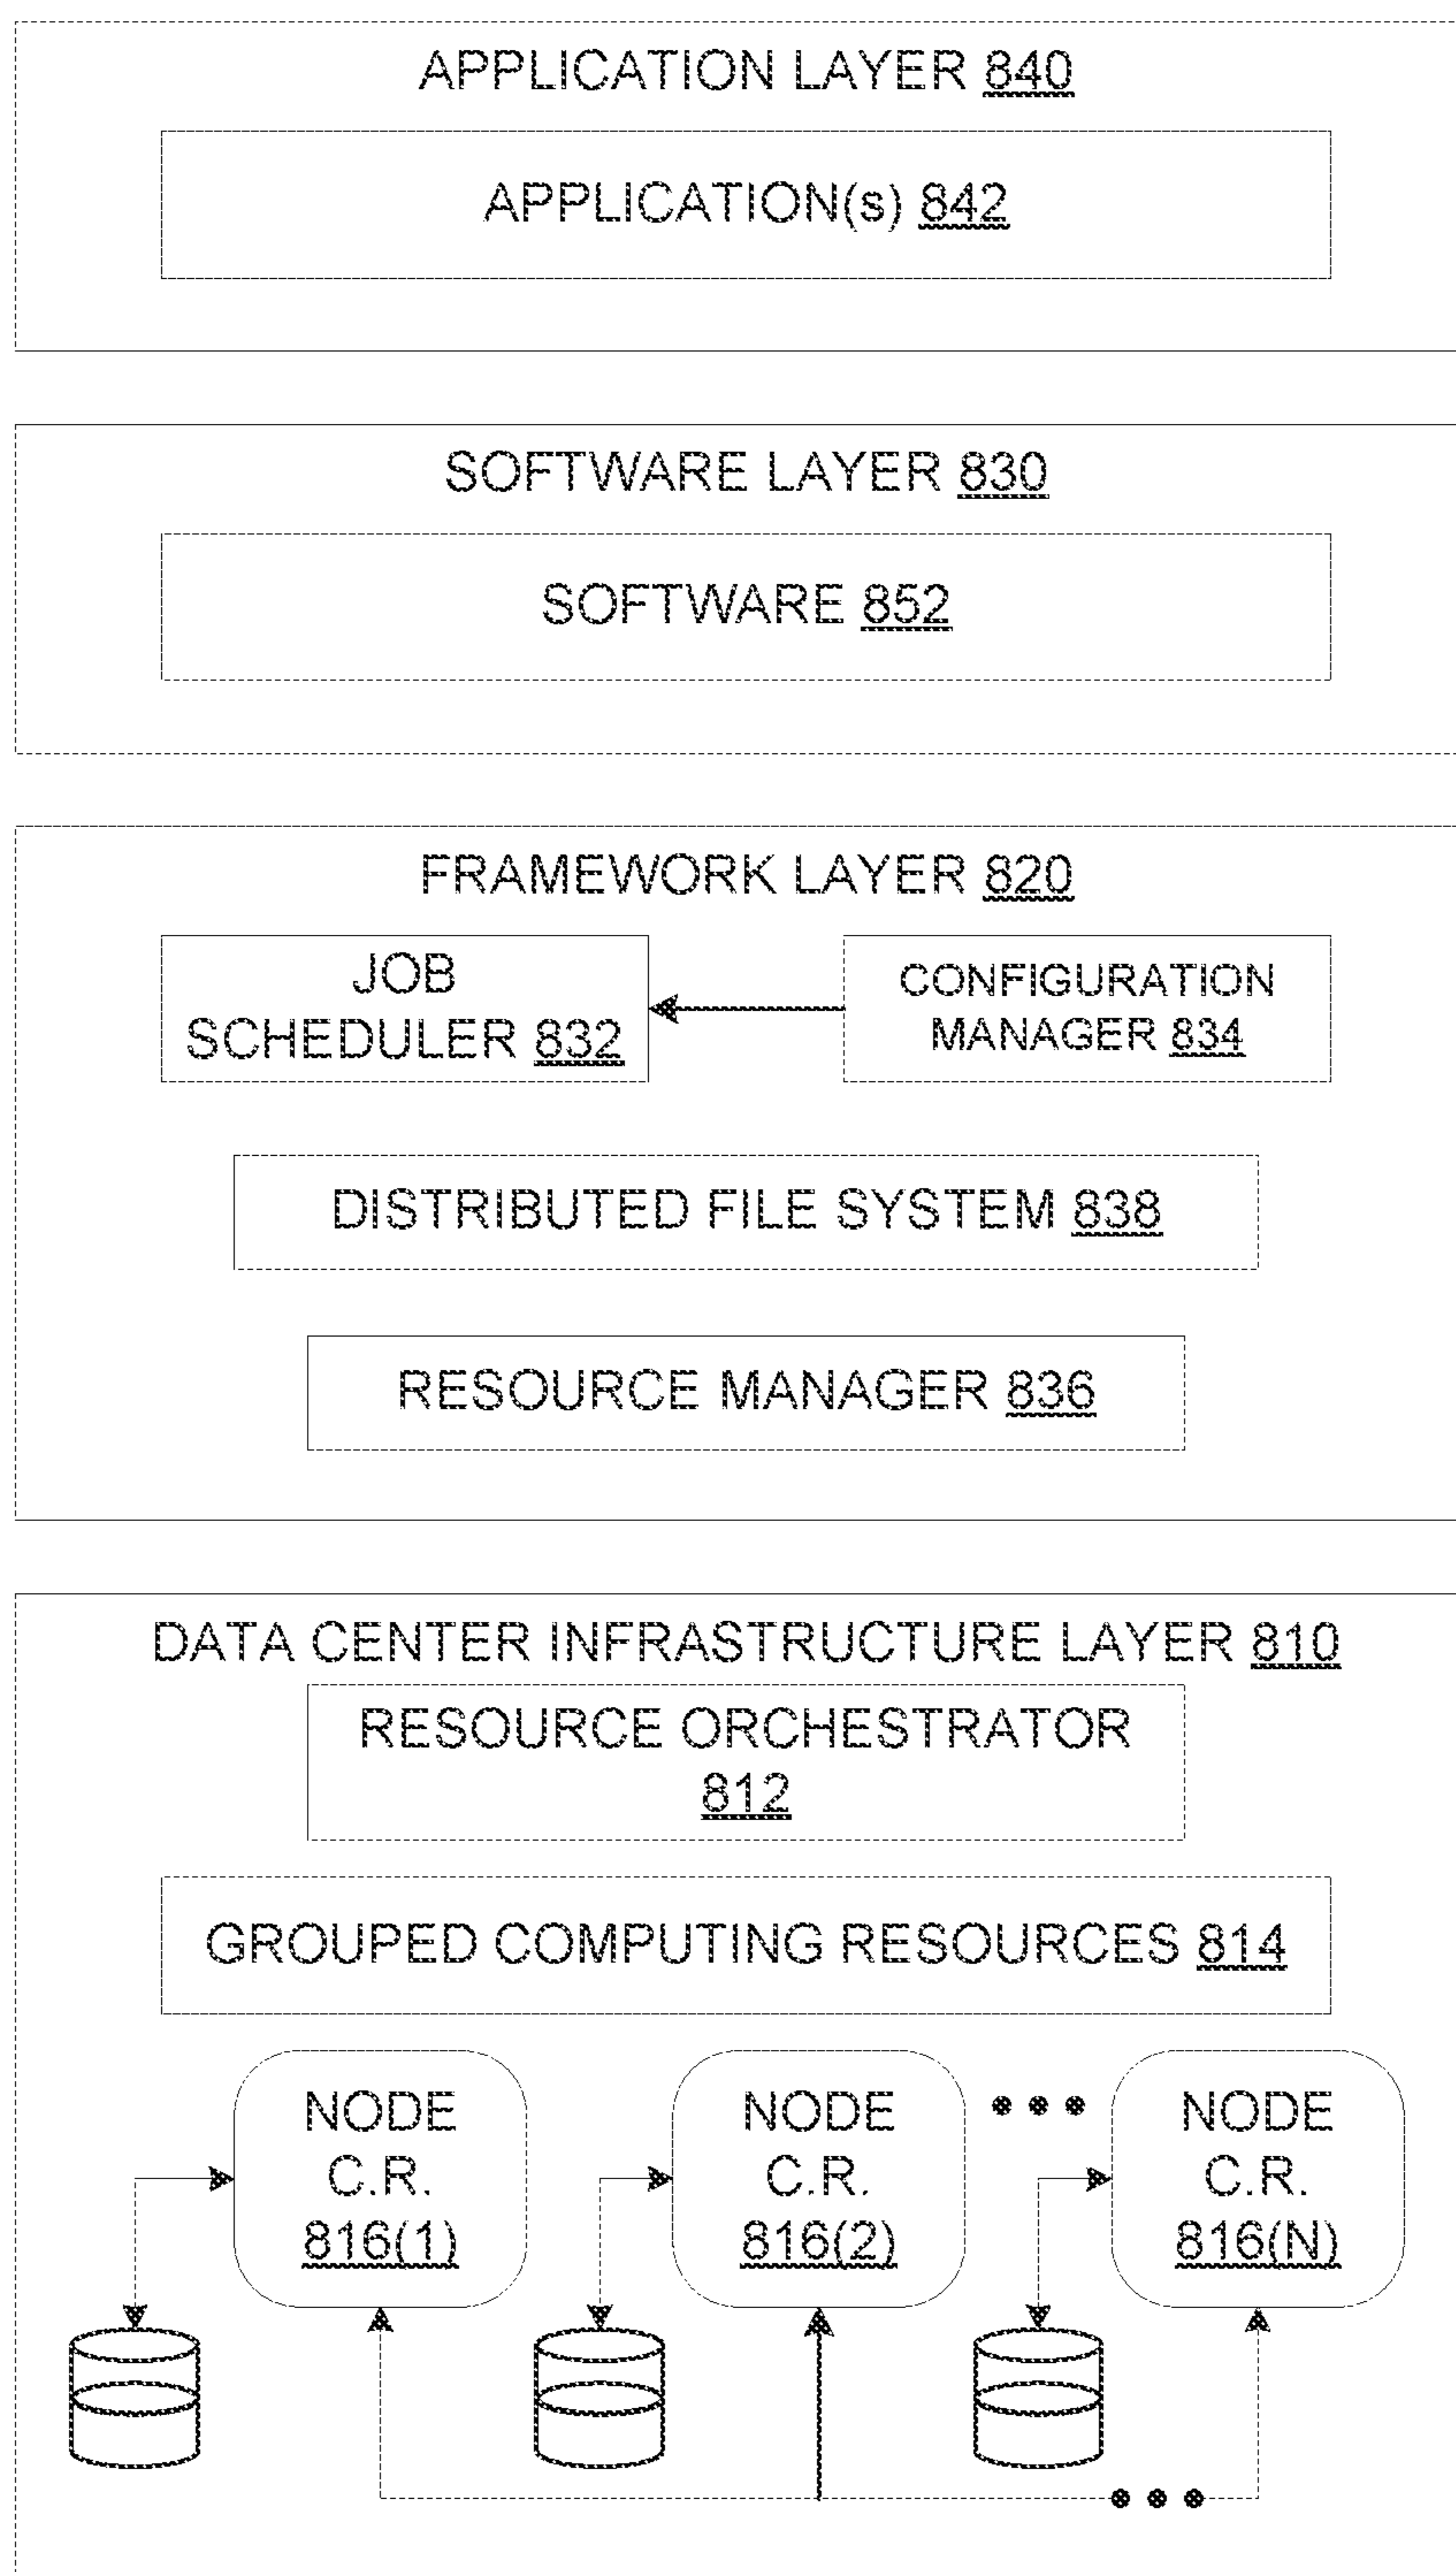 APPLICATION LAYER 840
APPLICATION(s) 842
SOFTWARE LAYER 830
SOFTWARE 852
FRAMEWORK LAYER 820
JOB
SCHEDULER 832
CONFIGURATION
MANAGER 834
DISTRIBUTED FILE SYSTEM 838
RESOURCE MANAGER 836
DATA CENTER INFRASTRUCTURE LAYER 810
RESOURCE ORCHESTRATOR
812
GROUPED COMPUTING RESOURCES 814
NODE
C.R.
816(1)
NODE
C.R.
816(2)
NODE
C.R.
816(N)